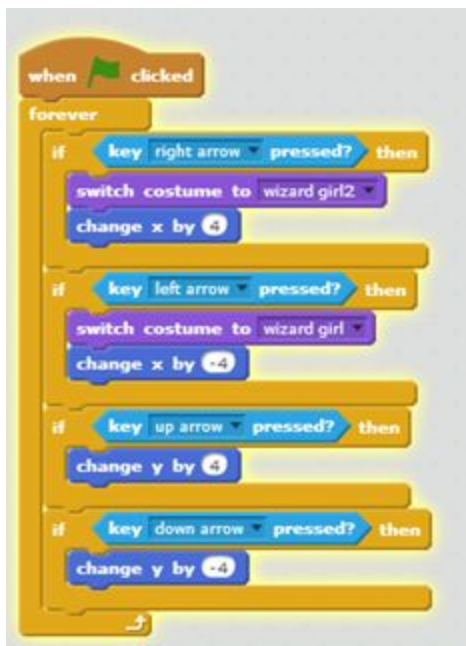 when clicked
forever
if key right arrow pressed? then
switch costume to wizard girl2
change x by 4
if key left arrow pressed? then
switch costume to wizard girl
change x by -4
if key up arrow pressed? then
change y by 4
if key down arrow pressed? then
change y by -4